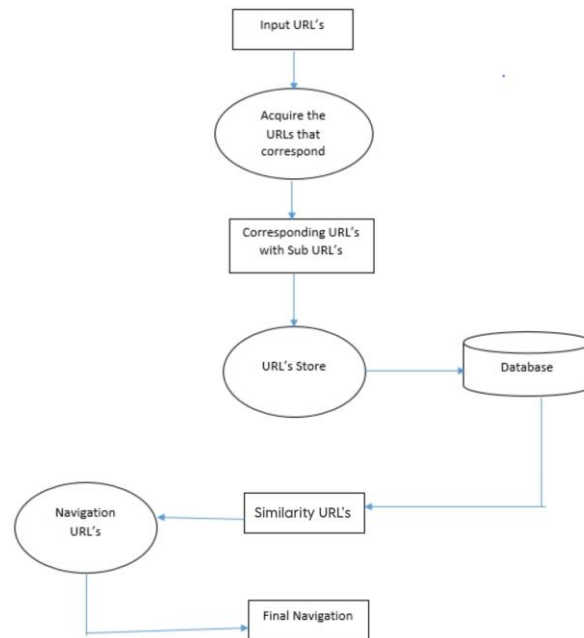 Input URL's
Acquire the
URLs that
correspond
Corresponding URL's
with Sub URL's
URL's Store
Database
Similarity URL's
Navigation
URL's
Final Navigation